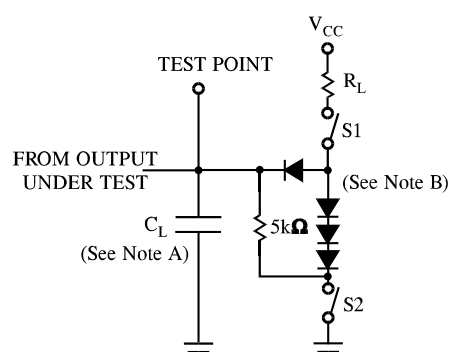 V_CC
TEST POINT
R_L
S1
FROM OUTPUT
UNDER TEST
(See Note B)
C_L
5kΩ
(See Note A)
S2